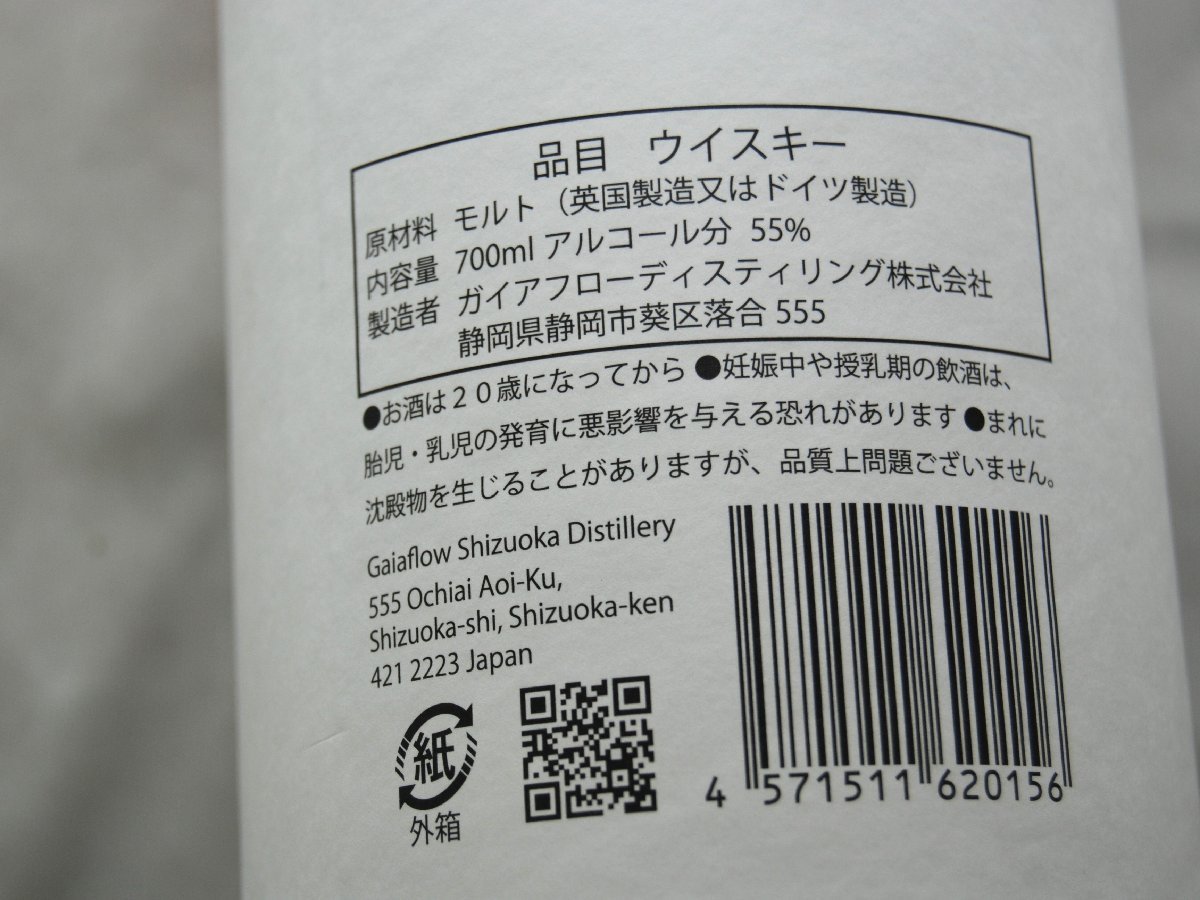 品目 ウイスキー
原材料 モルト（英国製造又はドイツ製造）
内容量 700ml アルコール分 55%
製造者 ガイアフローディスティリング株式会社
静岡県静岡市葵区落合 555
●お酒は２０歳になってから ●妊娠中や授乳期の飲酒は、
胎児・乳児の発育に悪影響を与える恐れがあります ●まれに
沈殿物を生じることがありますが、品質上問題ございません。
Gaiaflow Shizuoka Distillery
555 Ochiai Aoi-Ku,
Shizuoka-shi, Shizuoka-ken
421 2223 Japan
紙
外箱
4 571511 620156